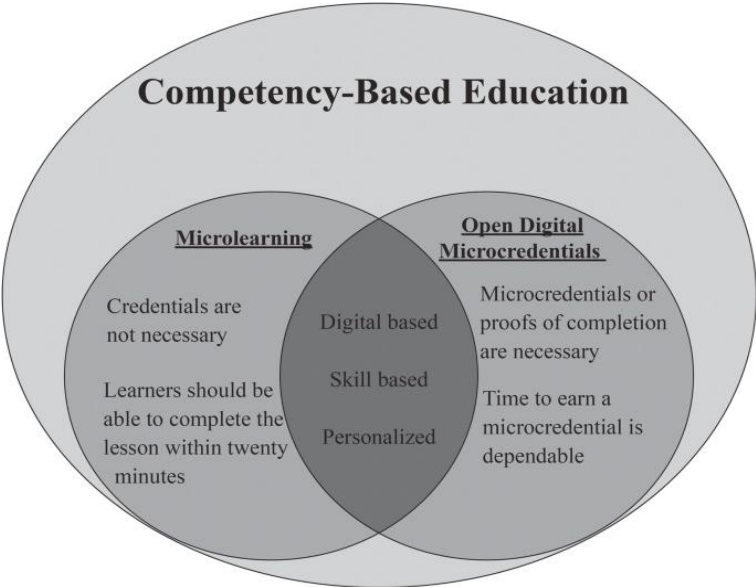 Competency-Based Education
Microlearning
Credentials are
not necessary
Learners should be
able to complete the
lesson within twenty
minutes
Digital based
Skill based
Personalized
Open Digital
Microcredentials
Microcredentials or
proofs of completion
are necessary
Time to earn a
microcredential is
dependable